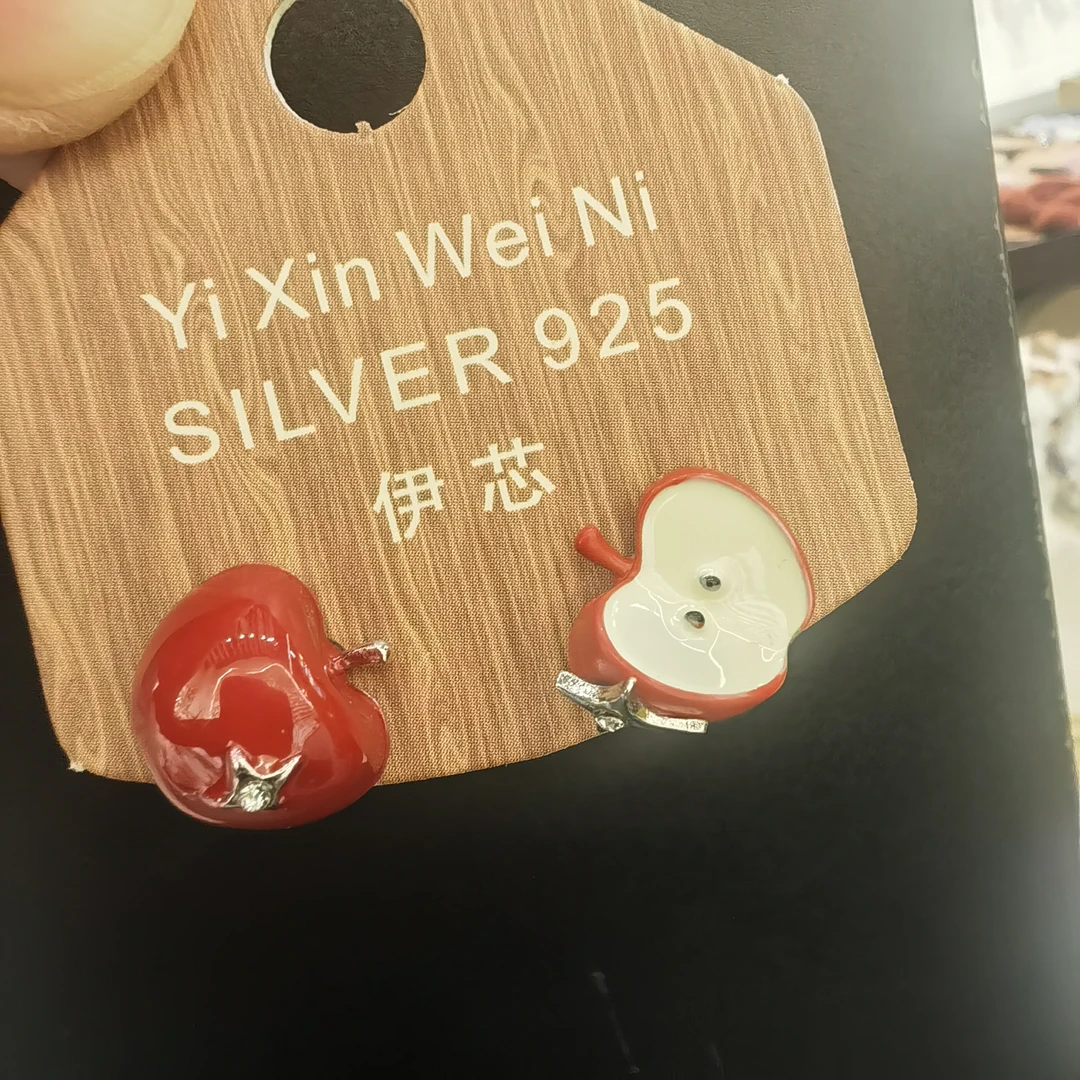 Yi Xin Wei Ni
SILVER 925
伊芯